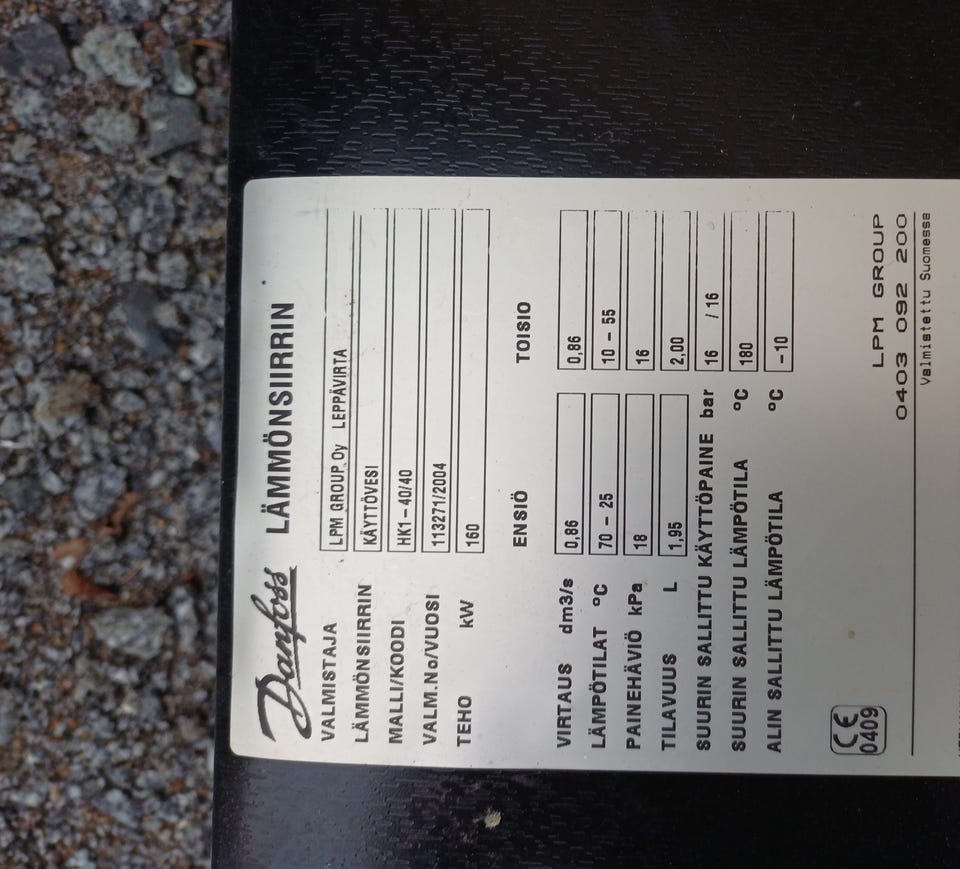 Danfoss LÄMMÖNSIIRRIN
VALMISTAJA LPM GROUP Oy LEPPÄVIRTA
LÄMMÖNSIIRRIN KÄYTTÖVESI
MALLI/KOODI HK1-40/40
VALM.No/VUOSI 113271/2004
TEHO kW 160
ENSIÖ TOISIO
VIRTAUS dm3/s 0,86 0,86
LÄMPÖTILAT °C 70 - 25 10 - 55
PAINEHÄVIÖ kPa 18 16
TILAVUUS L 1,95 2,00
SUURIN SALLITTU KÄYTTÖPAINE bar 16 / 16
SUURIN SALLITTU LÄMPÖTILA °C 180
ALIN SALLITTU LÄMPÖTILA °C -10
CE
0409
LPM GROUP
0403 092 200
Valmistettu Suomessa